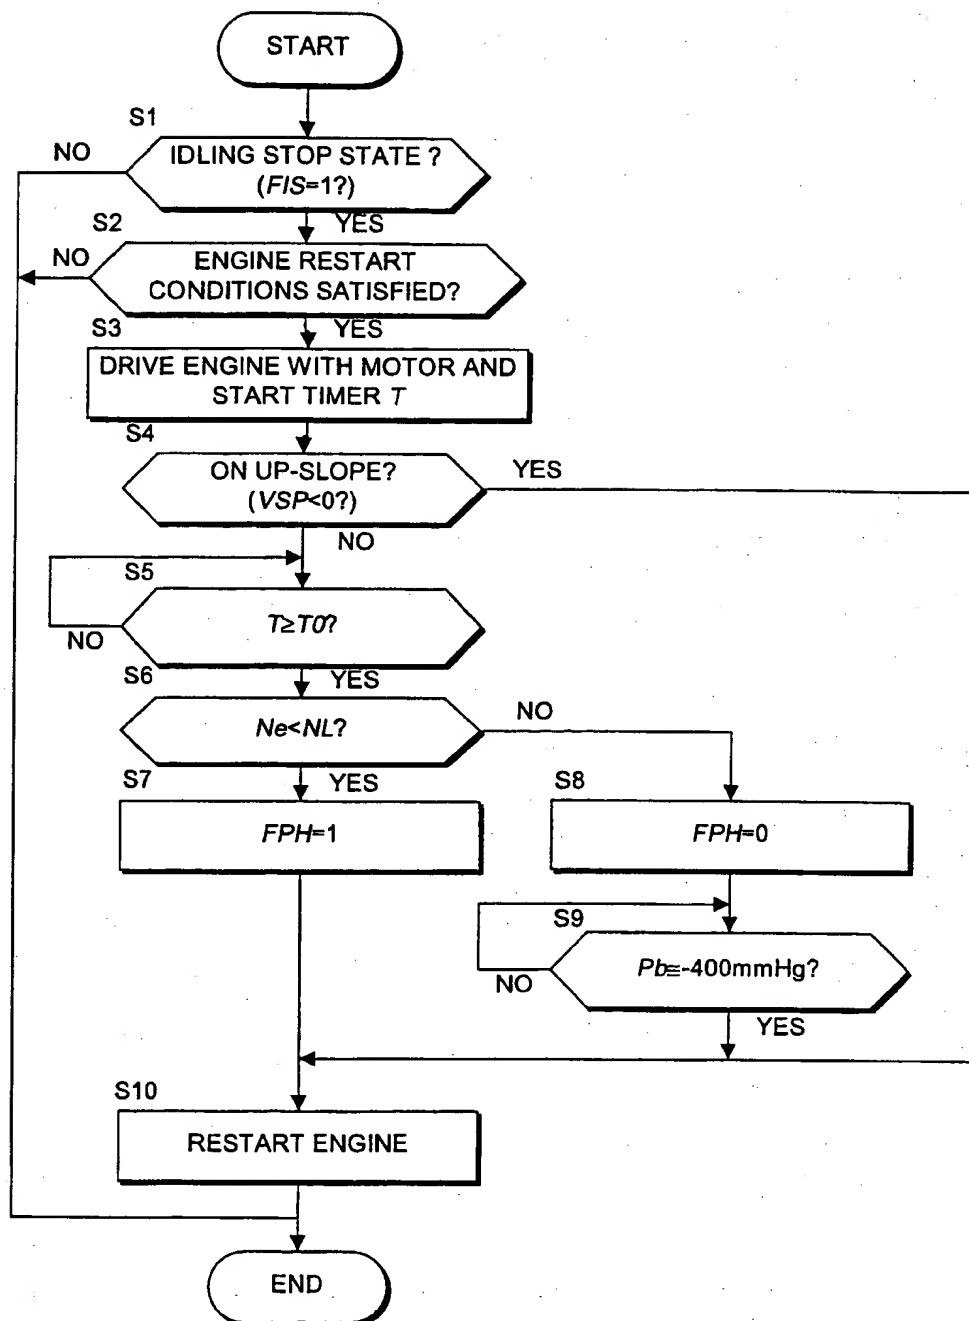 START
S1
NO
IDLING STOP STATE ?
(FIS=1?)
YES
S2
NO
ENGINE RESTART
CONDITIONS SATISFIED?
YES
S3
DRIVE ENGINE WITH MOTOR AND
START TIMER T
S4
ON UP-SLOPE?
(VSP<0?)
YES
NO
S5
T≥T0?
NO
YES
S6
Ne<NL?
NO
YES
S7
FPH=1
S8
FPH=0
S9
Pb≅-400mmHg?
NO
YES
S10
RESTART ENGINE
END